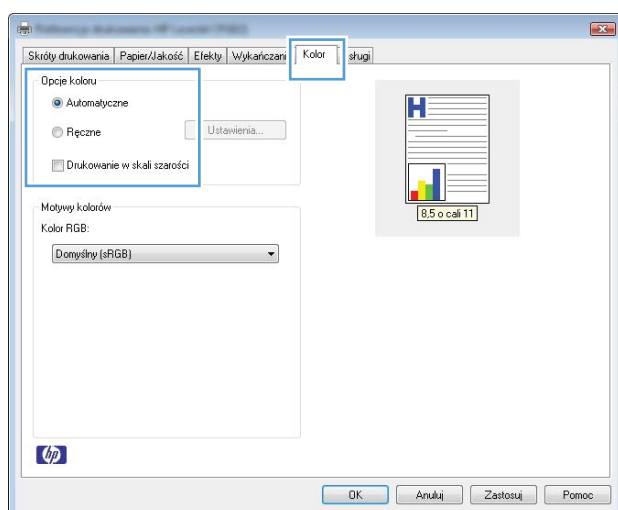 Skróty drukowania Papier/Jakość Efekty Wykańczani Kolor sługi
Opcje koloru
Automatyczne
Ręczne Ustawienia...
Drukowanie w skali szarości
H
8,5 o cali 11
Motywy kolorów
Kolor RGB:
Domyślny (sRGB)
hp
OK Anuluj Zastosuj Pomoc